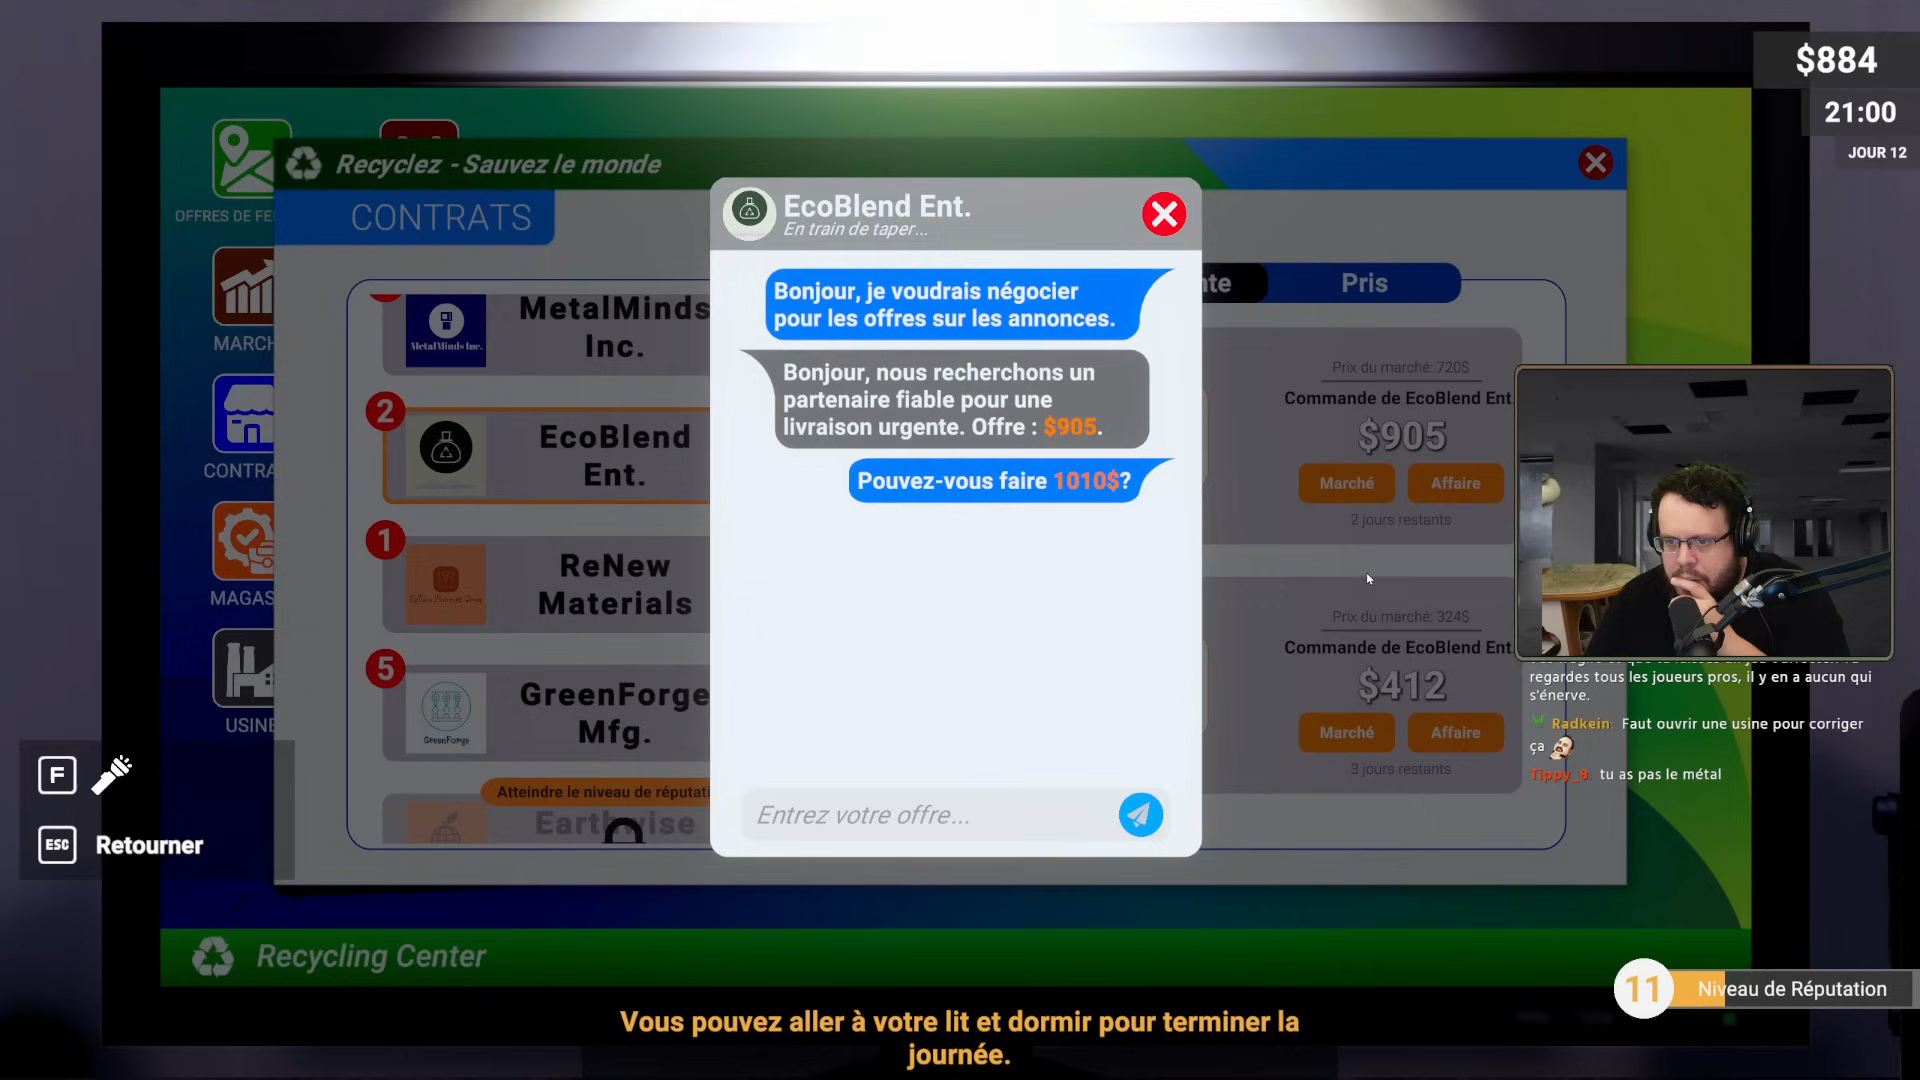 $884
21:00
JOUR 12
Recyclez - Sauvez le monde
OFFRES DE FE
CONTRATS
EcoBlend Ent.
En train de taper...
nte
Pris
Bonjour, je voudrais négocier
pour les offres sur les annonces.
MetalMinds
Inc.
MetalMinds Inc.
MARCH
Bonjour, nous recherchons un
partenaire fiable pour une
livraison urgente. Offre : $905.
Prix du marché: 720$
Commande de EcoBlend Ent.
$905
Marché
Affaire
2 jours restants
2
EcoBlend
Ent.
CONTRA
Pouvez-vous faire 1010$?
1
ReNew
Materials
MAGAS
Prix du marché: 324$
Commande de EcoBlend Ent.
$412
Marché
Affaire
3 jours restants
5
GreenForge
Mfg.
GreenForge
USINE
regardes tous les joueurs pros, il y en a aucun qui
s'énerve.
Radkein: Faut ouvrir une usine pour corriger
ça
Tippy_8: tu as pas le métal
F
Atteindre le niveau de réputati
Earthwise
Entrez votre offre...
ESC
Retourner
Recycling Center
11
Niveau de Réputation
Vous pouvez aller à votre lit et dormir pour terminer la
journée.